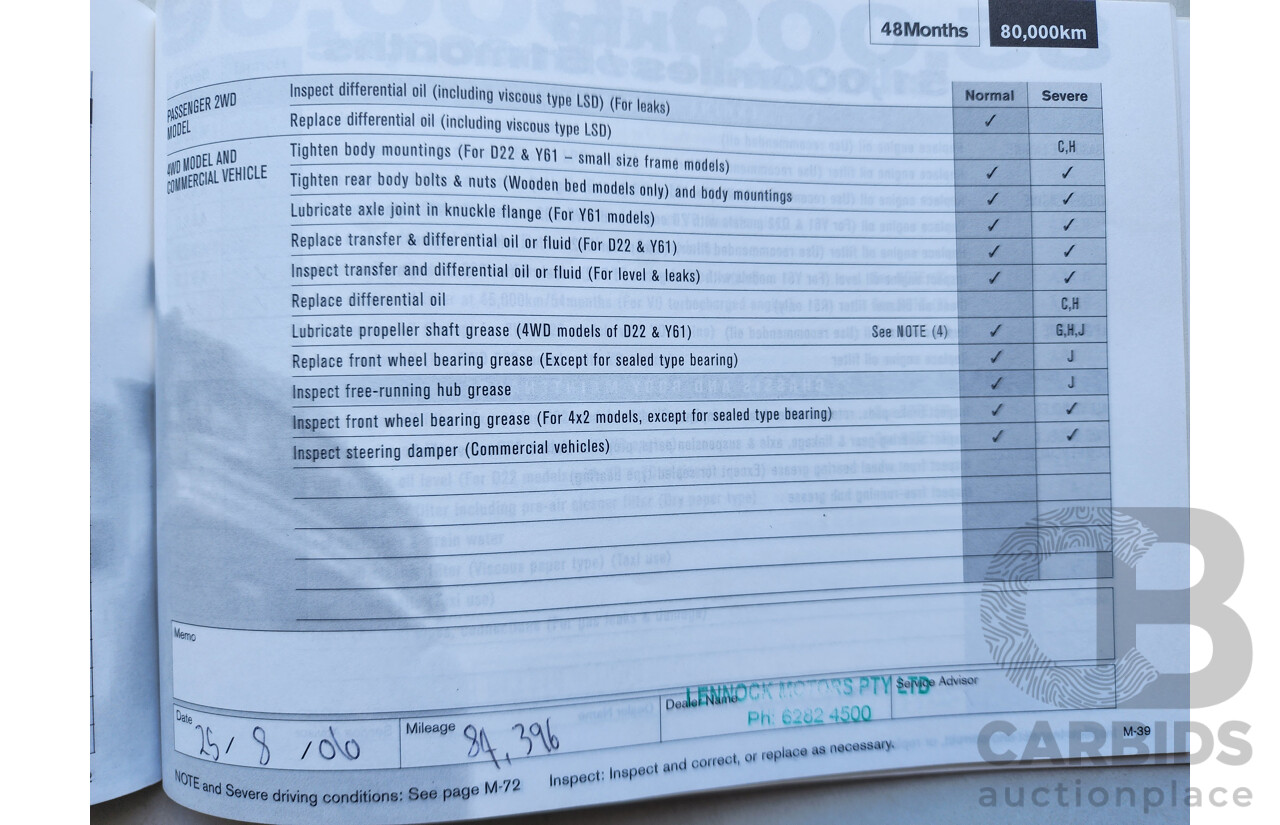 48Months 80,000km
Normal Severe
PASSENGER 2WD MODEL
Inspect differential oil (including viscous type LSD) (For leaks) ✓
Replace differential oil (including viscous type LSD) C,H
4WD MODEL AND COMMERCIAL VEHICLE
Tighten body mountings (For D22 & Y61 – small size frame models) ✓ ✓
Tighten rear body bolts & nuts (Wooden bed models only) and body mountings ✓ ✓
Lubricate axle joint in knuckle flange (For Y61 models) ✓ ✓
Replace transfer & differential oil or fluid (For D22 & Y61) ✓ ✓
Inspect transfer and differential oil or fluid (For level & leaks) ✓ ✓
Replace differential oil C,H
Lubricate propeller shaft grease (4WD models of D22 & Y61) See NOTE (4) ✓ G,H,J
Replace front wheel bearing grease (Except for sealed type bearing) ✓ J
Inspect free-running hub grease ✓ J
Inspect front wheel bearing grease (For 4x2 models, except for sealed type bearing) ✓ ✓
Inspect steering damper (Commercial vehicles) ✓ ✓
Memo
Date 25/ 8 /06
Mileage 84,396
Dealer Name
LENNOCK MOTORS PTY LTD
Ph: 6282 4500
Service Advisor
M-39
NOTE and Severe driving conditions: See page M-72 Inspect: Inspect and correct, or replace as necessary.
CARBIDS
auctionplace